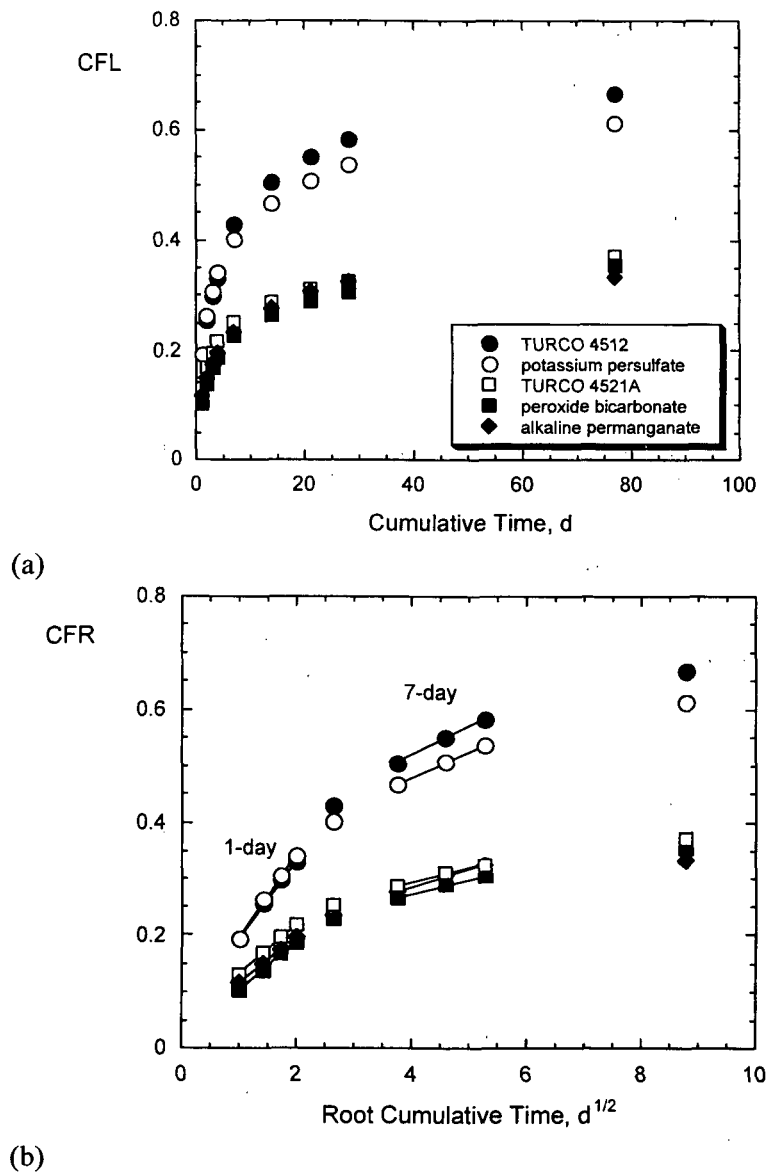 0.8
CFL
0.6
0.4
0.2
0
TURCO 4512
potassium persulfate
TURCO 4521A
peroxide bicarbonate
alkaline permanganate
0 20 40 60 80 100
Cumulative Time, d
(a)
0.8
CFR
0.6
7-day
0.4
1-day
0.2
0
0 2 4 6 8 10
Root Cumulative Time, d^1/2
(b)